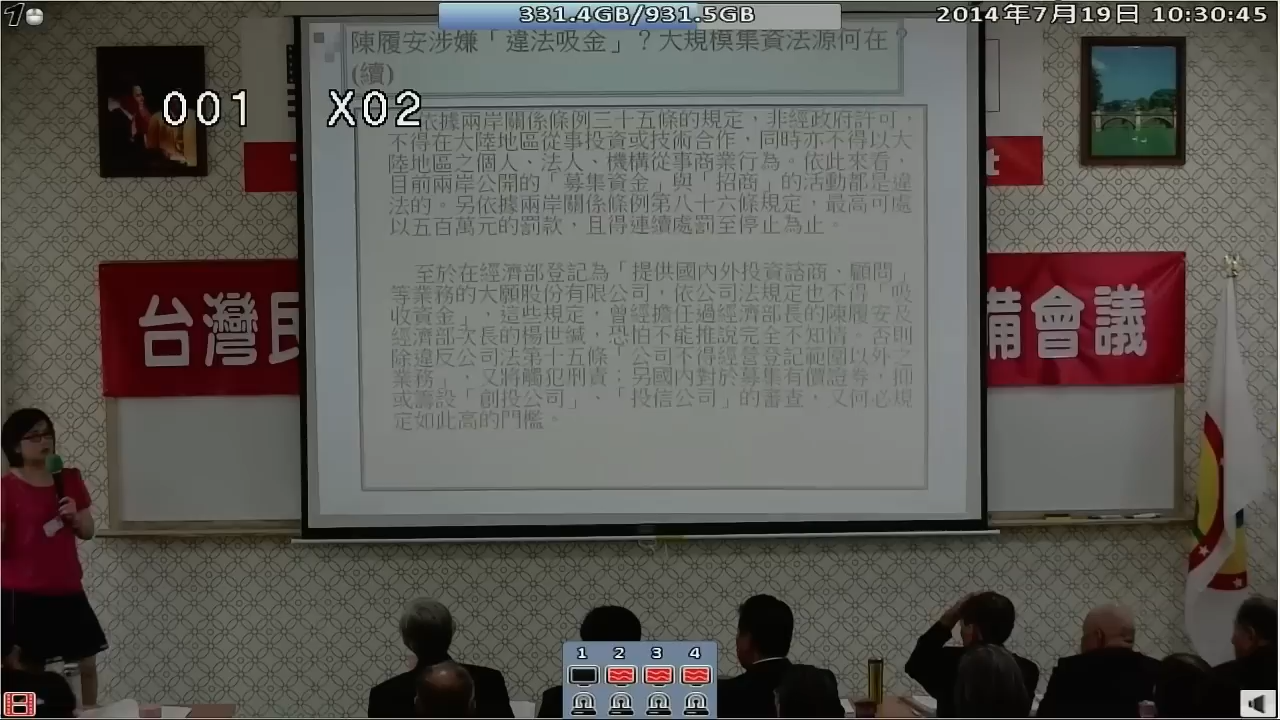 331.4GB/931.5GB
2014年7月19日 10:30:45
001 X02
陳履安涉嫌「違法吸金」?大規模集資法源何在?
(續)
依據兩岸關係條例三十五條的規定,非經政府許可,
不得在大陸地區從事投資或技術合作,同時亦不得以大
陸地區之個人、法人、機構從事商業行為。依此來看,
目前兩岸公開的「募集資金」與「招商」的活動都是違
法的。另依據兩岸關係條例第八十六條規定,最高可處
以五百萬元的罰款,且得連續處罰至停止為止。
至於在經濟部登記為「提供國內外投資諮商、顧問」
等業務的大願股份有限公司,依公司法規定也不得「吸
收資金」,這些規定,曾經擔任過經濟部長的陳履安及
經濟部次長的楊世緘,恐怕不能推說完全不知情。否則
除違反公司法第十五條「公司不得經營登記範圍以外之
業務」,又將觸犯刑責;另國內對於募集有價證券,抑
或籌設「創投公司」、「投信公司」的審查,又何必規
定如此高的門檻。
t
台灣民
備會議
1 2 3 4